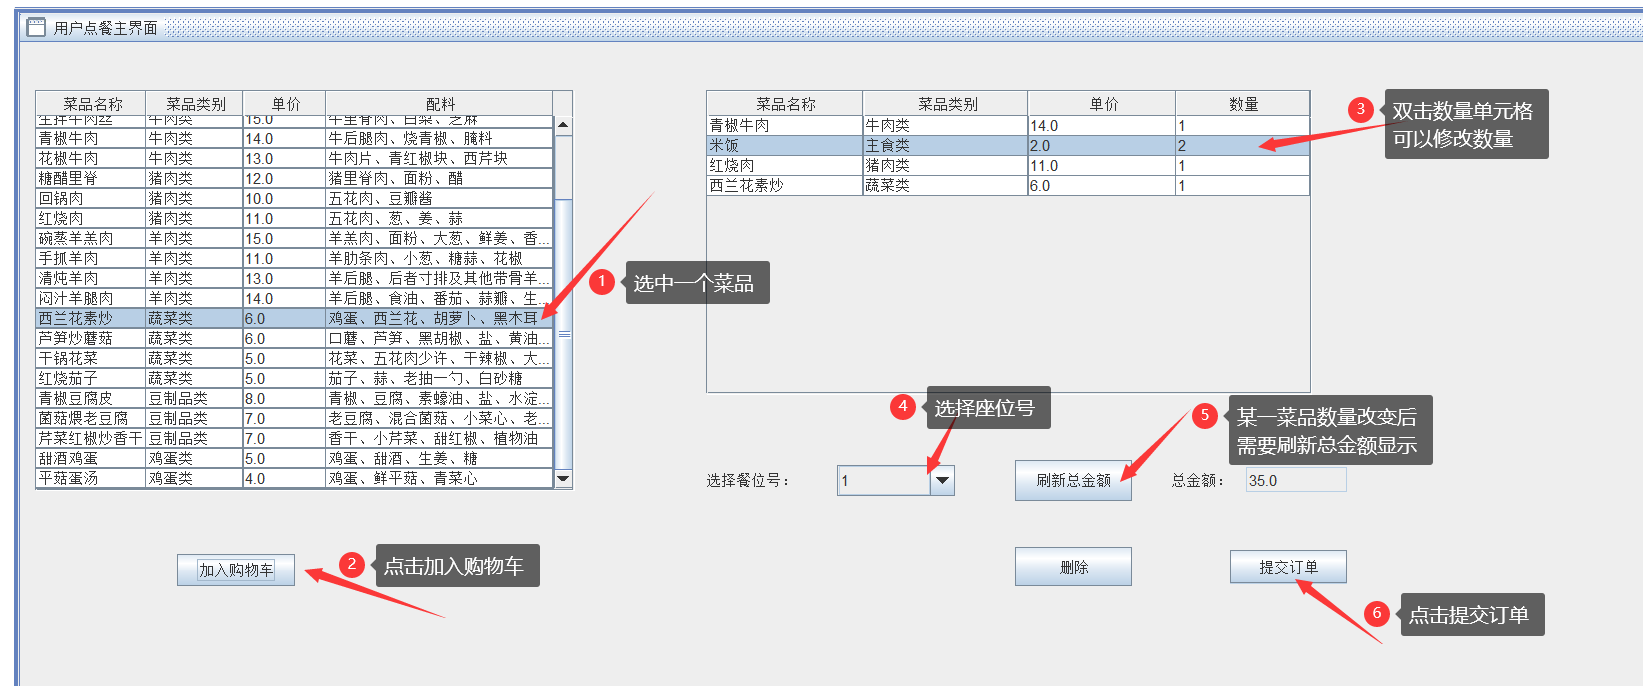 用户点餐主界面
菜品名称 菜品类别 单价 配料
生拌牛肉丝 牛肉类 15.0 牛里脊肉、白梨、芝麻
青椒牛肉 牛肉类 14.0 牛后腿肉、烧青椒、腌料
花椒牛肉 牛肉类 13.0 牛肉片、青红椒块、西芹块
糖醋里脊 猪肉类 12.0 猪里脊肉、面粉、醋
回锅肉 猪肉类 10.0 五花肉、豆瓣酱
红烧肉 猪肉类 11.0 五花肉、葱、姜、蒜
碗蒸羊羔肉 羊肉类 15.0 羊羔肉、面粉、大葱、鲜姜、香...
手抓羊肉 羊肉类 11.0 羊肋条肉、小葱、糖蒜、花椒
清炖羊肉 羊肉类 13.0 羊后腿、后者寸排及其他带骨羊...
闷汁羊腿肉 羊肉类 14.0 羊后腿、食油、番茄、蒜瓣、生...
西兰花素炒 蔬菜类 6.0 鸡蛋、西兰花、胡萝卜、黑木耳
芦笋炒蘑菇 蔬菜类 6.0 口蘑、芦笋、黑胡椒、盐、黄油...
干锅花菜 蔬菜类 5.0 花菜、五花肉少许、干辣椒、大...
红烧茄子 蔬菜类 5.0 茄子、蒜、老抽一勺、白砂糖
青椒豆腐皮 豆制品类 8.0 青椒、豆腐、素蠔油、盐、水淀...
菌菇煨老豆腐 豆制品类 7.0 老豆腐、混合菌菇、小菜心、老...
芹菜红椒炒香干 豆制品类 7.0 香干、小芹菜、甜红椒、植物油
甜酒鸡蛋 鸡蛋类 5.0 鸡蛋、甜酒、生姜、糖
平菇蛋汤 鸡蛋类 4.0 鸡蛋、鲜平菇、青菜心
1 选中一个菜品
加入购物车
2 点击加入购物车
菜品名称 菜品类别 单价 数量
青椒牛肉 牛肉类 14.0 1
米饭 主食类 2.0 2
红烧肉 猪肉类 11.0 1
西兰花素炒 蔬菜类 6.0 1
3 双击数量单元格
可以修改数量
4 选择座位号
5 某一菜品数量改变后
需要刷新总金额显示
选择餐位号： 1 刷新总金额 总金额： 35.0
删除 提交订单
6 点击提交订单